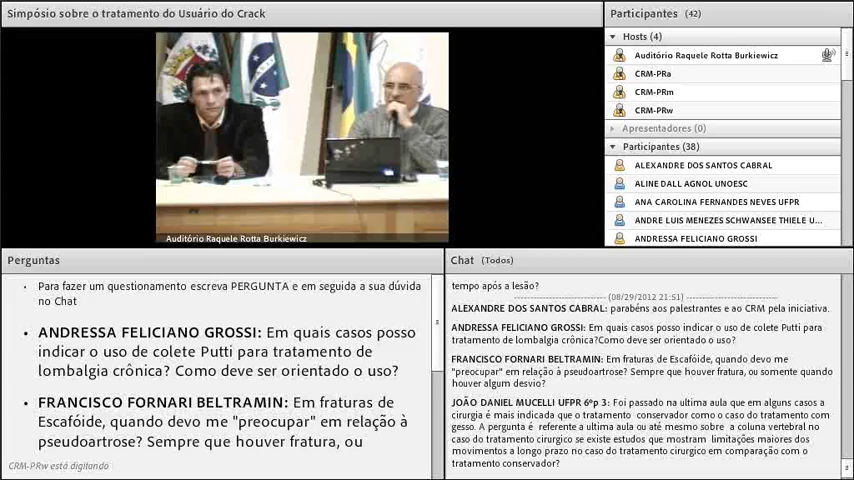 Simpósio sobre o tratamento do Usuário do Crack
Auditório Raquele Rotta Burkiewicz
Participantes (42)
Hosts (4)
Auditório Raquele Rotta Burkiewicz
CRM-PRa
CRM-PRm
CRM-PRw
Apresentadores (0)
Participantes (38)
ALEXANDRE DOS SANTOS CABRAL
ALINE DALL AGNOL UNOESC
ANA CAROLINA FERNANDES NEVES UFPR
ANDRE LUIS MENEZES SCHWANSEE THIELE U...
ANDRESSA FELICIANO GROSSI
Perguntas
• Para fazer um questionamento escreva PERGUNTA e em seguida a sua dúvida
no Chat
• ANDRESSA FELICIANO GROSSI: Em quais casos posso
indicar o uso de colete Putti para tratamento de
lombalgia crônica? Como deve ser orientado o uso?
• FRANCISCO FORNARI BELTRAMIN: Em fraturas de
Escafóide, quando devo me "preocupar" em relação à
pseudoartrose? Sempre que houver fratura, ou
CRM-PRw está digitando
Chat (Todos)
tempo após a lesão?
(08/29/2012 21:51)
ALEXANDRE DOS SANTOS CABRAL: parabéns aos palestrantes e ao CRM pela iniciativa.
ANDRESSA FELICIANO GROSSI: Em quais casos posso indicar o uso de colete Putti para
tratamento de lombalgia crônica?Como deve ser orientado o uso?
FRANCISCO FORNARI BELTRAMIN: Em fraturas de Escafóide, quando devo me
"preocupar" em relação à pseudoartrose? Sempre que houver fratura, ou somente quando
houver algum desvio?
JOÃO DANIEL MUCELLI UFPR 6ºp 3: Foi passado na ultima aula que em alguns casos a
cirurgia é mais indicada que o tratamento conservador como o caso do tratamento com
gesso. A pergunta é referente a ultima aula ou até mesmo sobre a coluna vertebral no
caso do tratamento cirurgico se existe estudos que mostram limitações maiores dos
movimentos a longo prazo no caso do tratamento cirurgico em comparação com o
tratamento conservador?